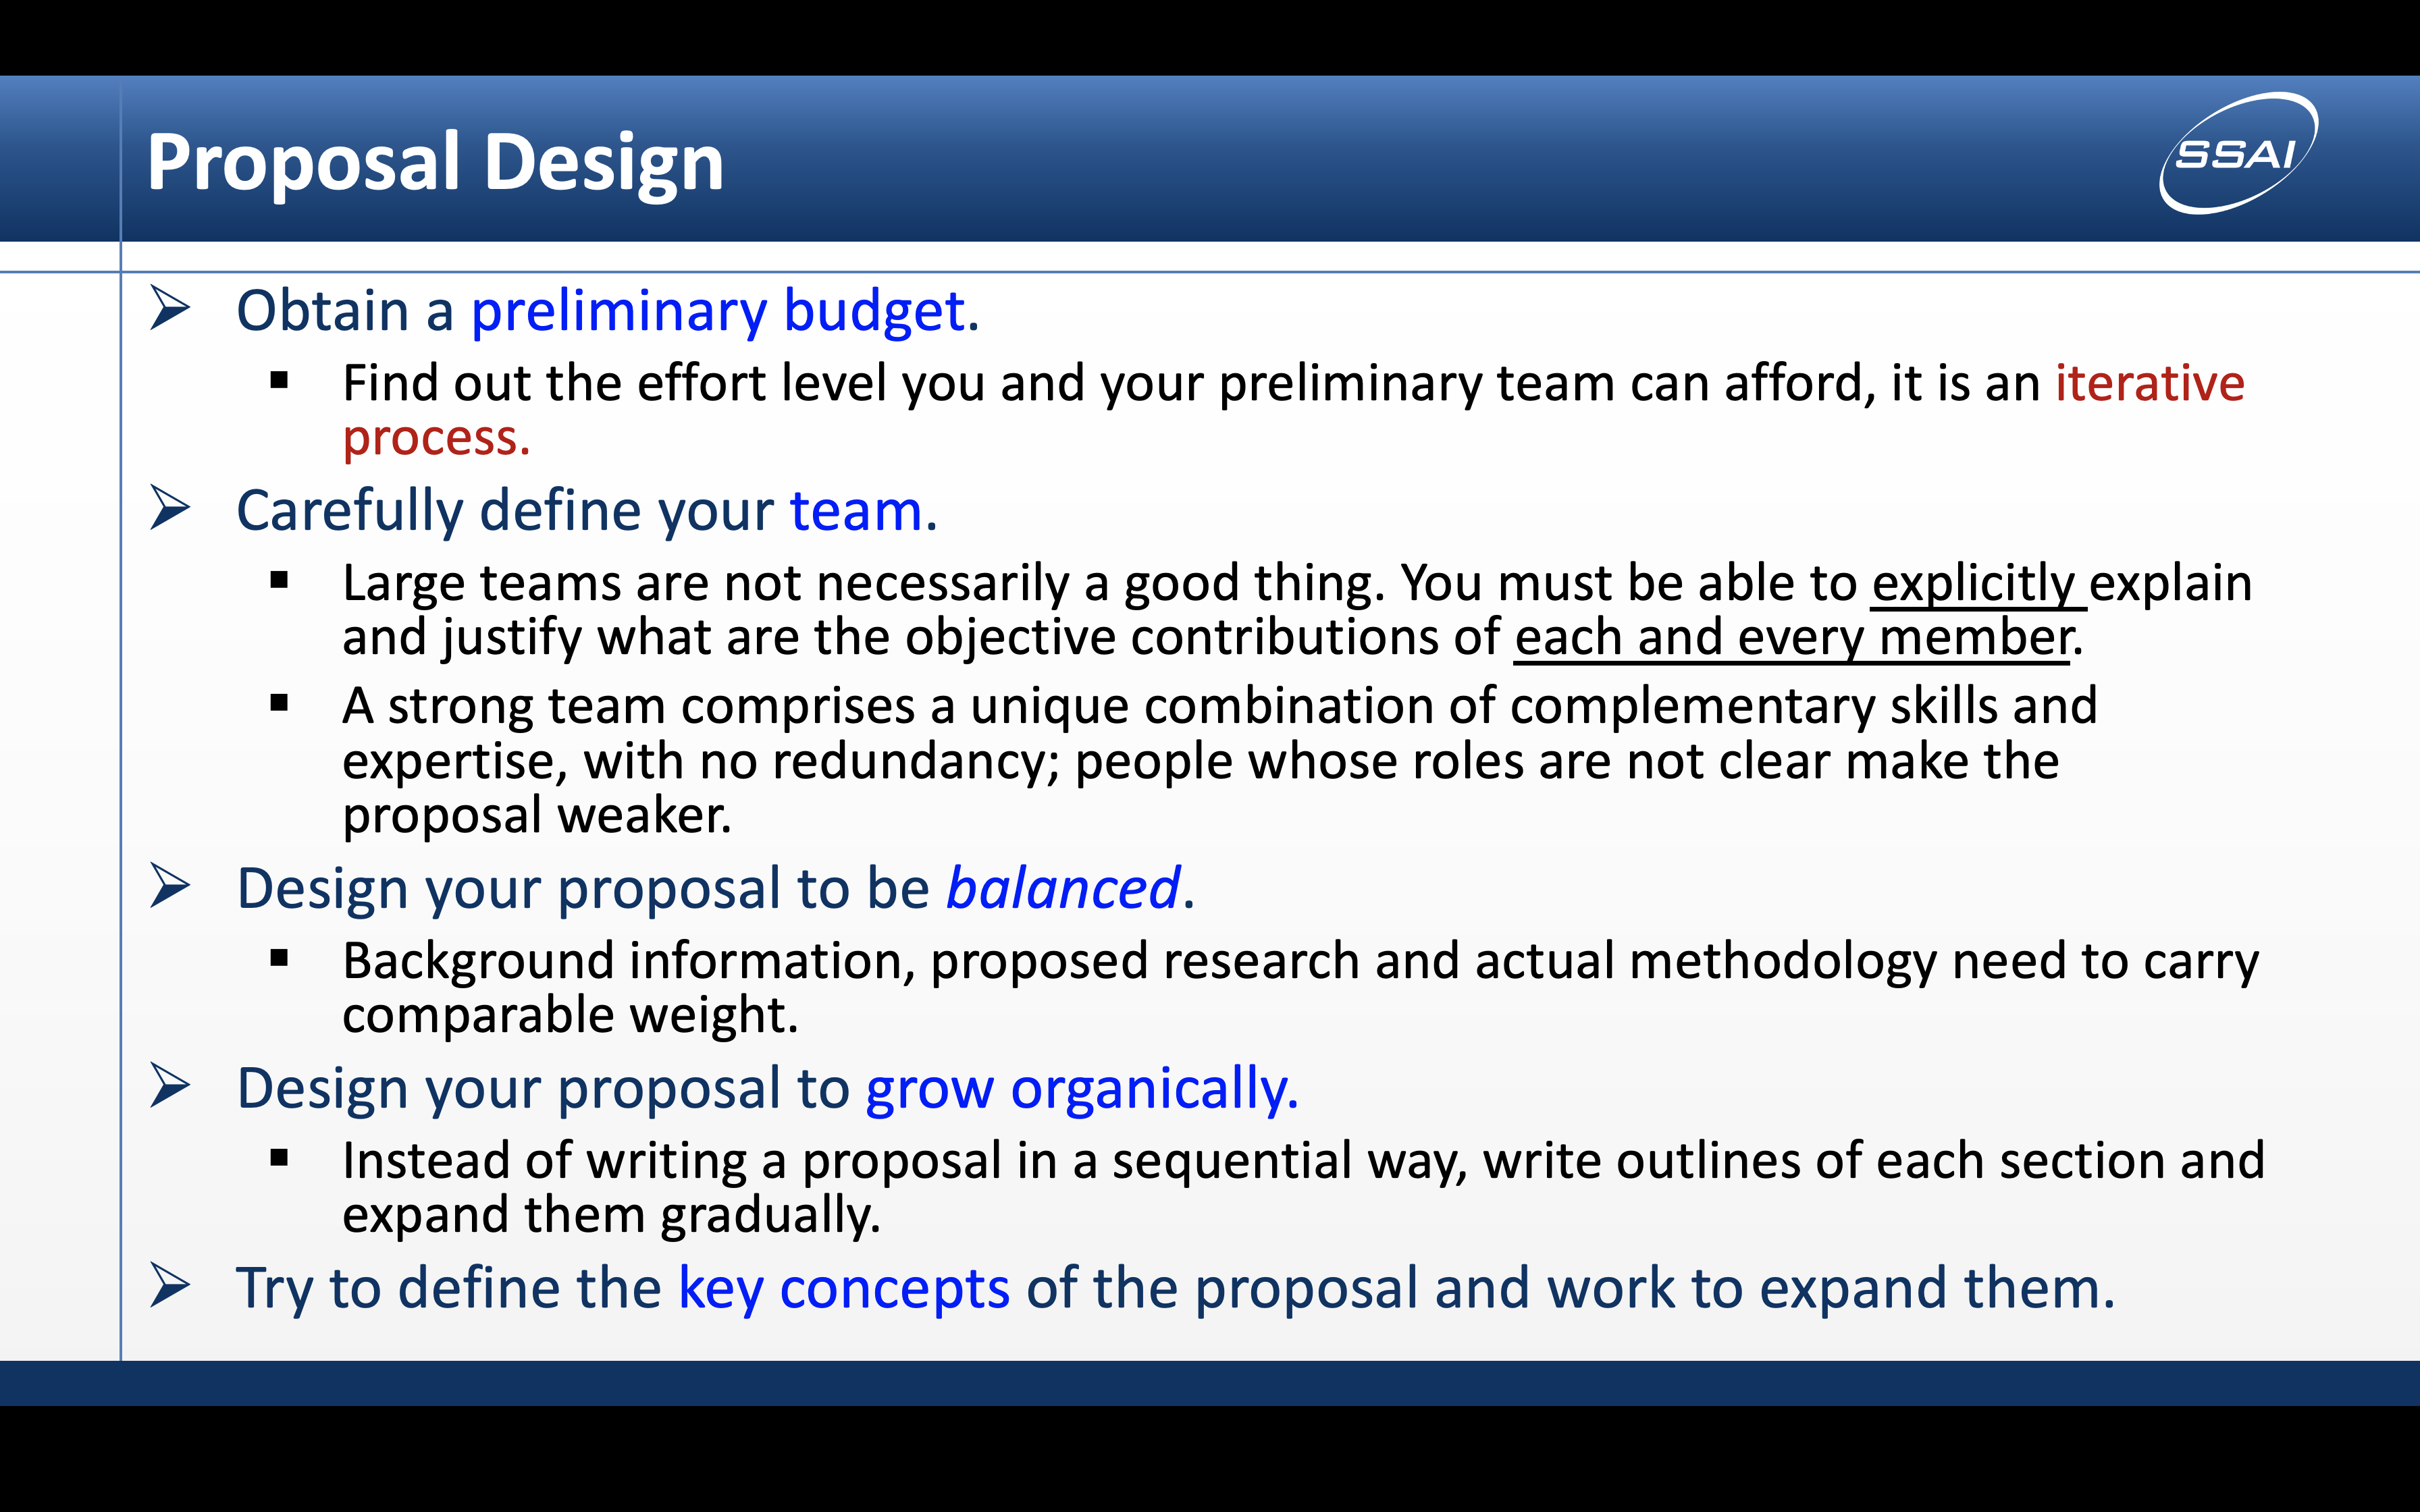 Proposal Design
SSAI
Obtain a preliminary budget.
Find out the effort level you and your preliminary team can afford, it is an iterative
process.
Carefully define your team.
Large teams are not necessarily a good thing. You must be able to explicitly explain
and justify what are the objective contributions of each and every member.
A strong team comprises a unique combination of complementary skills and
expertise, with no redundancy; people whose roles are not clear make the
proposal weaker.
Design your proposal to be balanced.
Background information, proposed research and actual methodology need to carry
comparable weight.
Design your proposal to grow organically.
Instead of writing a proposal in a sequential way, write outlines of each section and
expand them gradually.
Try to define the key concepts of the proposal and work to expand them.